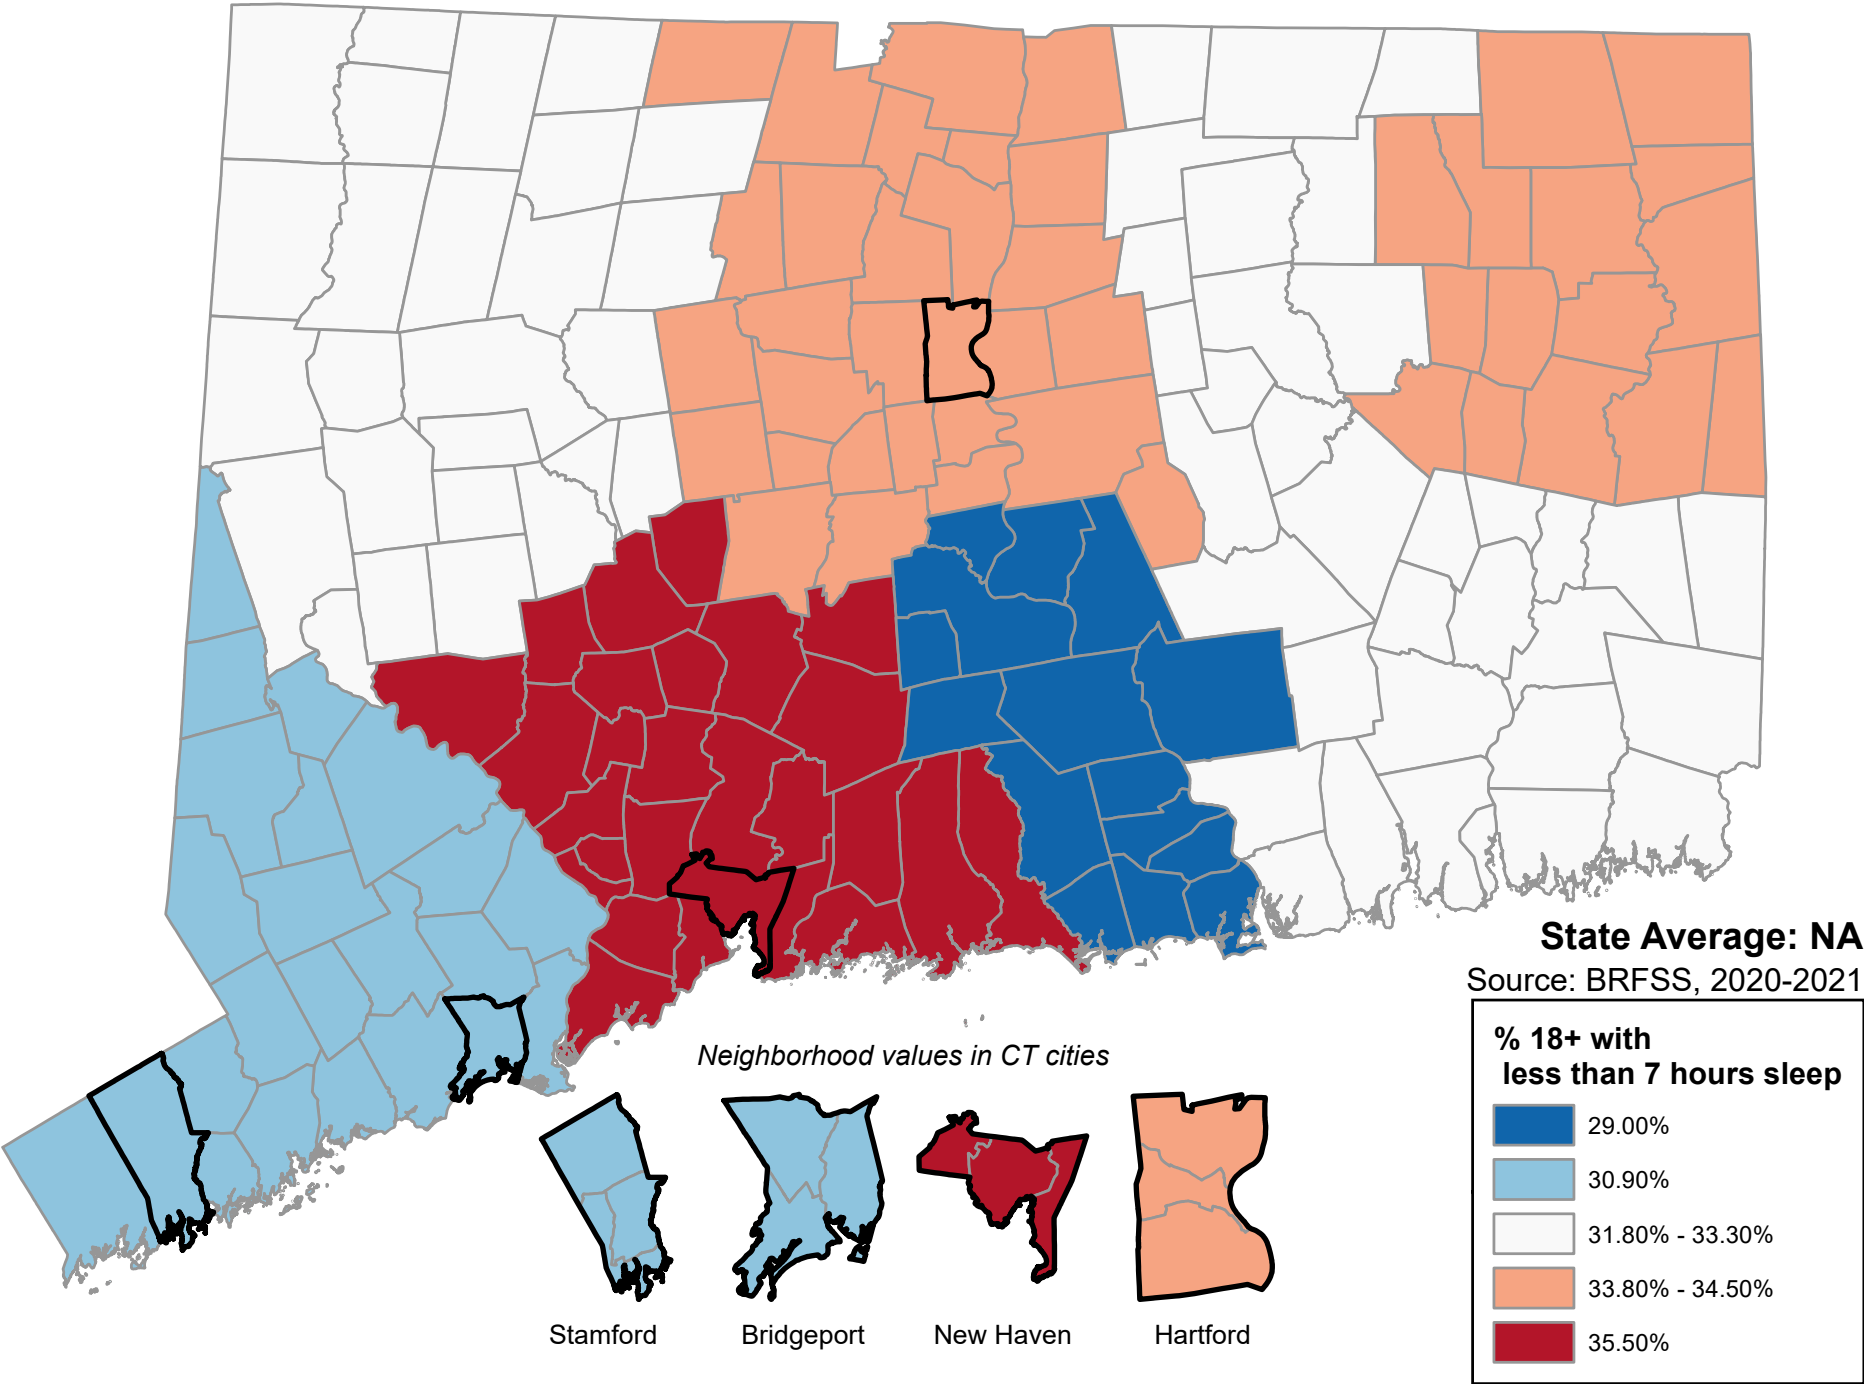 State Average: NA
Source: BRFSS, 2020-2021
% 18+ with
less than 7 hours sleep
29.00%
30.90%
31.80% - 33.30%
33.80% - 34.50%
35.50%
Neighborhood values in CT cities
Stamford
Bridgeport
New Haven
Hartford